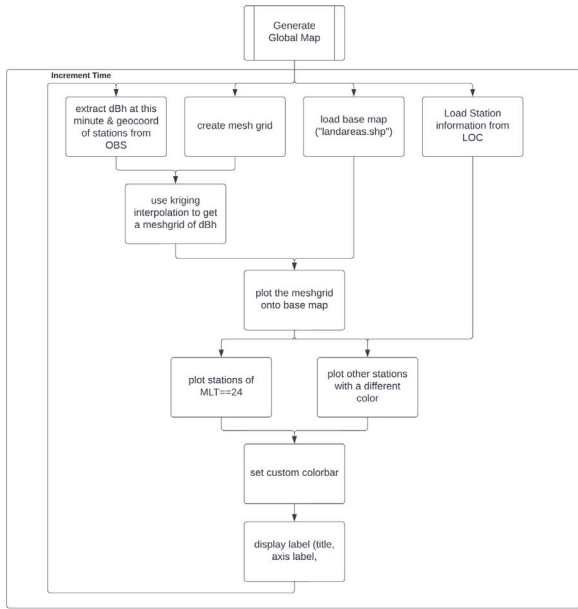 Generate
Global Map
Increment Time
extract dBh at this
minute & geocoord
of stations from
OBS
create mesh grid
load base map
("landareas.shp")
Load Station
information from
LOC
use kriging
interpolation to get
a meshgrid of dBh
plot the meshgrid
onto base map
plot stations of
MLT==24
plot other stations
with a different
color
set custom colorbar
display label (title,
axis label,